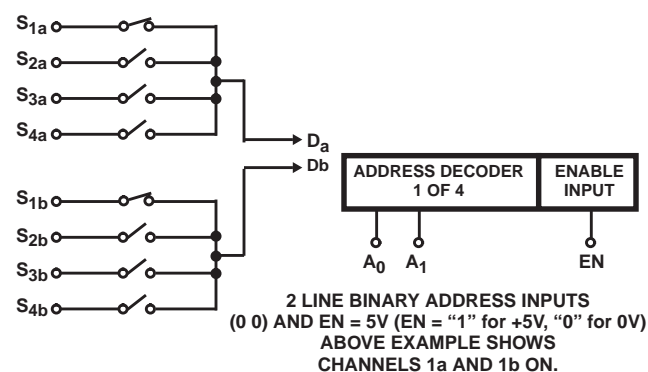 S1a
S2a
S3a
S4a
Da
Db
S1b
S2b
S3b
S4b
ADDRESS DECODER
1 OF 4
ENABLE
INPUT
A0 A1 EN
2 LINE BINARY ADDRESS INPUTS
(0 0) AND EN = 5V (EN = “1” for +5V, “0” for 0V)
ABOVE EXAMPLE SHOWS
CHANNELS 1a AND 1b ON.